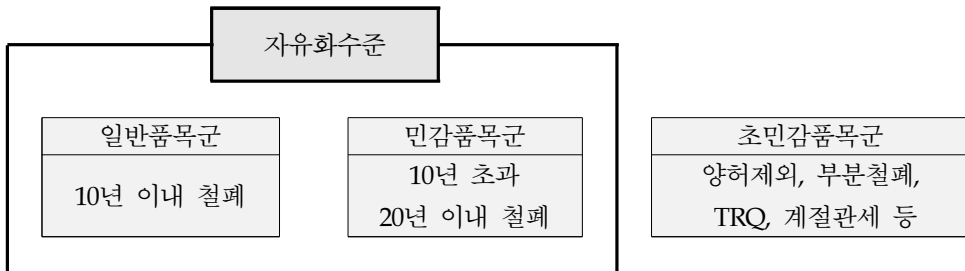 자유화수준
일반품목군
10년 이내 철폐
민감품목군
10년 초과
20년 이내 철폐
초민감품목군
양허제외, 부분철폐,
TRQ, 계절관세 등